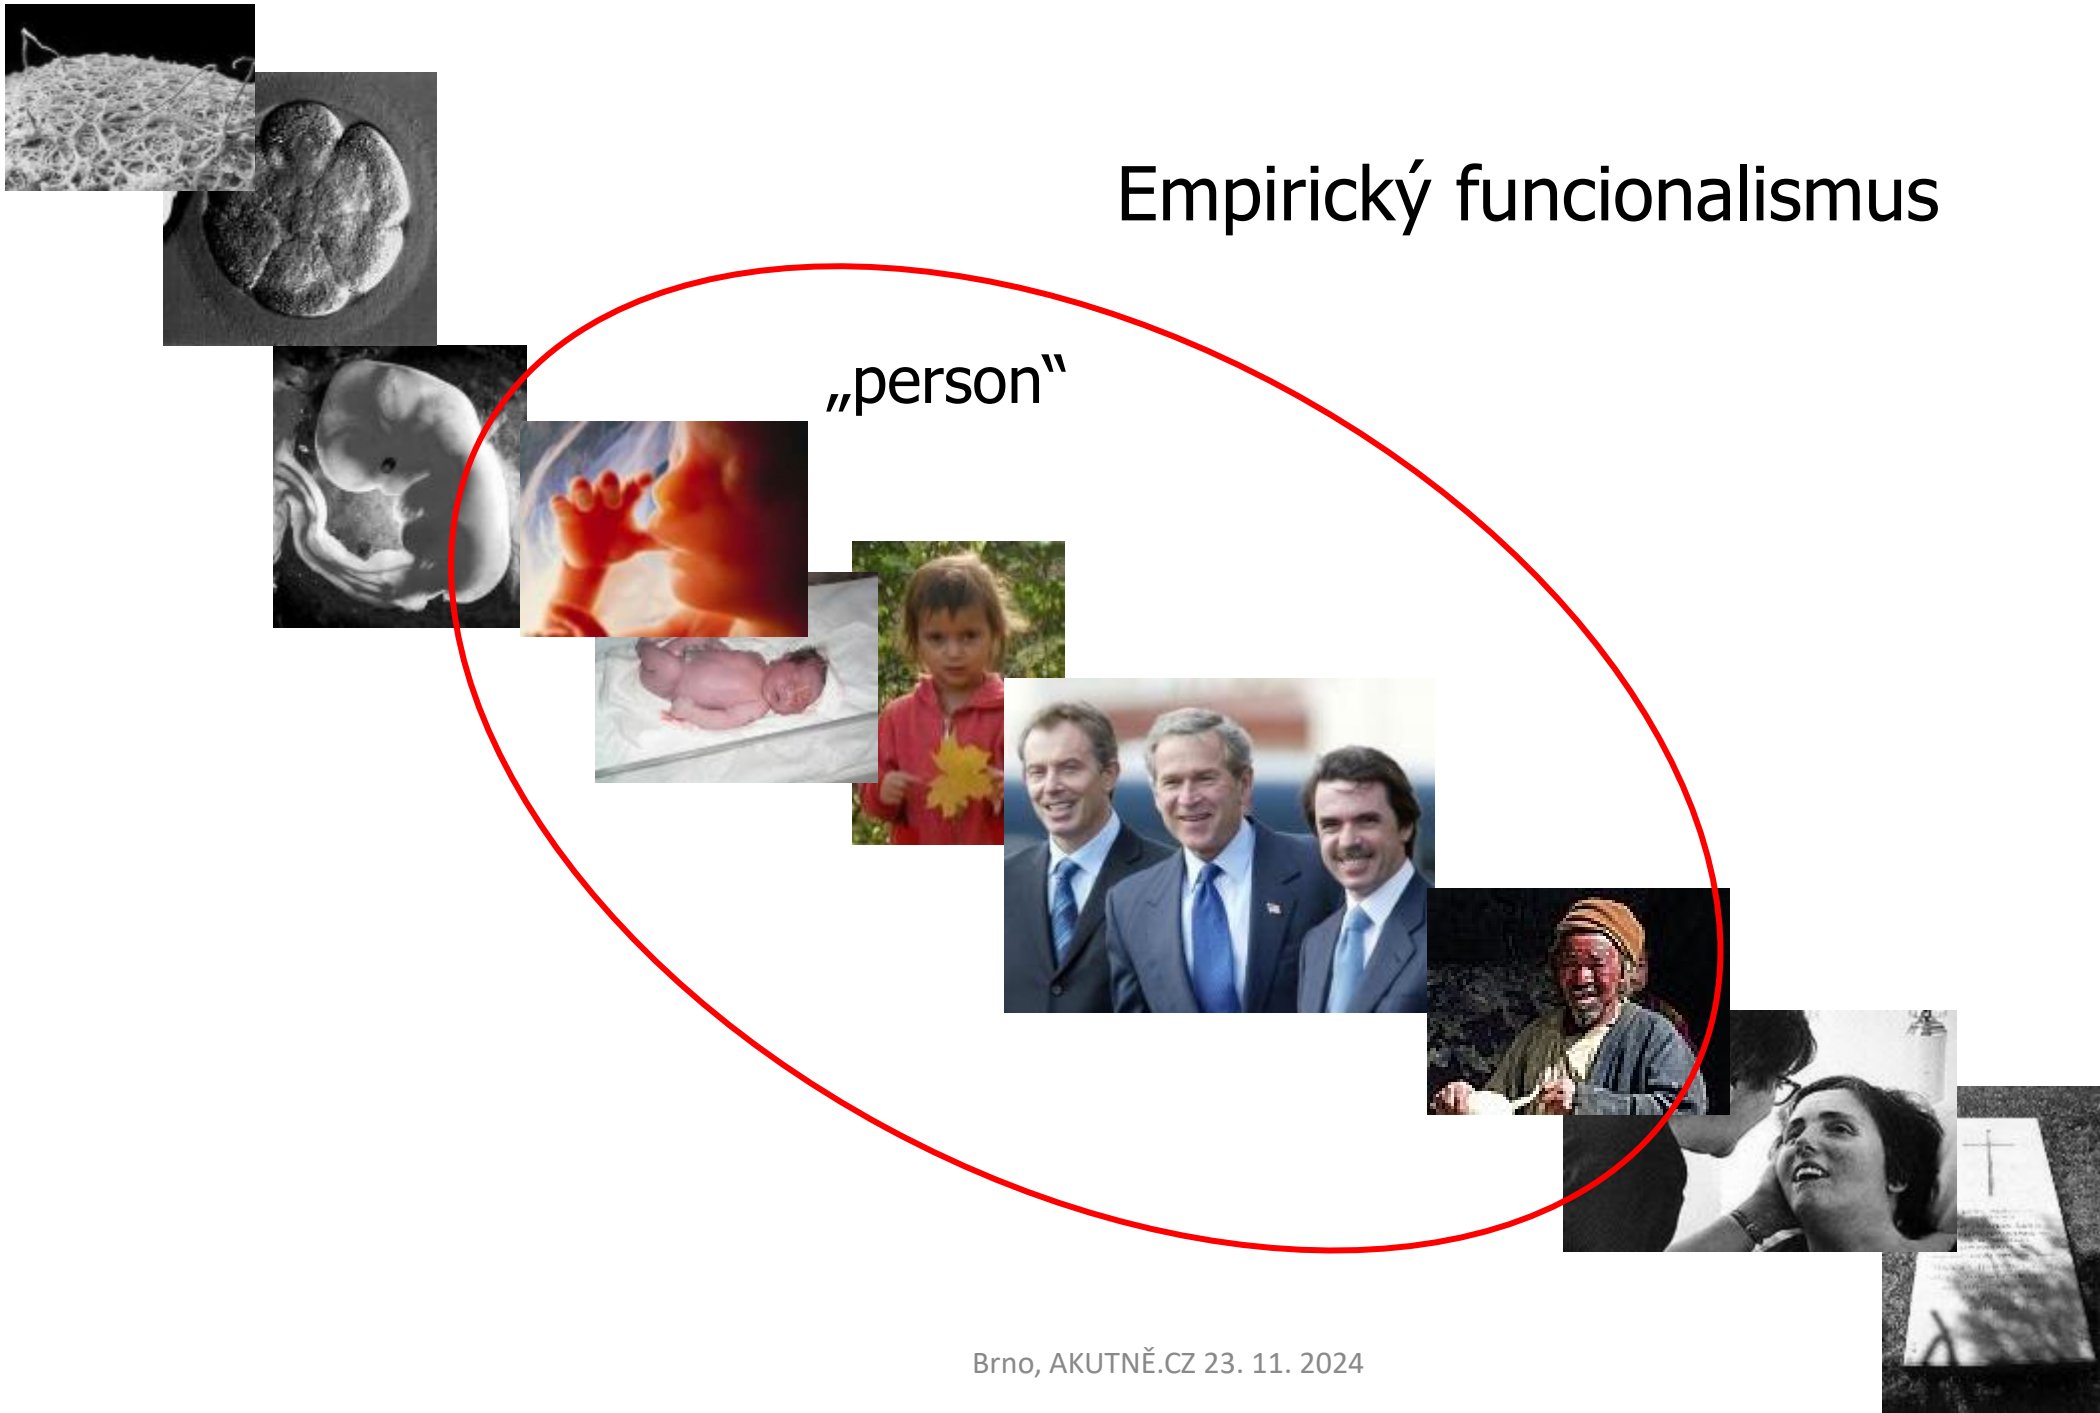 Empirický funcionalismus
„person“
Brno, AKUTNĚ.CZ 23. 11. 2024